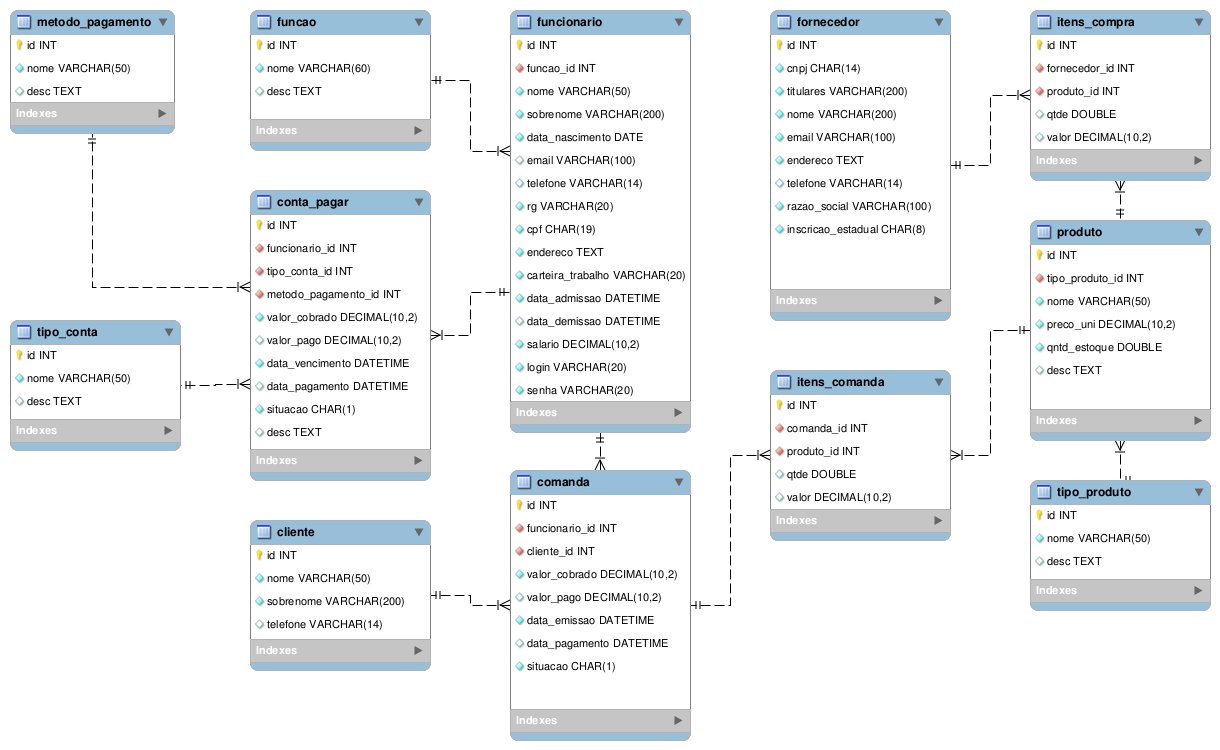 metodo_pagamento
id INT
nome VARCHAR(50)
desc TEXT
Indexes
funcao
id INT
nome VARCHAR(60)
desc TEXT
Indexes
funcionario
id INT
funcao_id INT
nome VARCHAR(50)
sobrenome VARCHAR(200)
data_nascimento DATE
email VARCHAR(100)
telefone VARCHAR(14)
rg VARCHAR(20)
cpf CHAR(19)
endereco TEXT
carteira_trabalho VARCHAR(20)
data_admissao DATETIME
data_demissao DATETIME
salario DECIMAL(10,2)
login VARCHAR(20)
senha VARCHAR(20)
Indexes
fornecedor
id INT
cnpj CHAR(14)
titulares VARCHAR(200)
nome VARCHAR(200)
email VARCHAR(100)
endereco TEXT
telefone VARCHAR(14)
razao_social VARCHAR(100)
inscricao_estadual CHAR(8)
Indexes
itens_compra
id INT
fornecedor_id INT
produto_id INT
qtde DOUBLE
valor DECIMAL(10,2)
Indexes
conta_pagar
id INT
funcionario_id INT
tipo_conta_id INT
metodo_pagamento_id INT
valor_cobrado DECIMAL(10,2)
valor_pago DECIMAL(10,2)
data_vencimento DATETIME
data_pagamento DATETIME
situacao CHAR(1)
desc TEXT
Indexes
produto
id INT
tipo_produto_id INT
nome VARCHAR(50)
preco_uni DECIMAL(10,2)
qntd_estoque DOUBLE
desc TEXT
Indexes
tipo_conta
id INT
nome VARCHAR(50)
desc TEXT
Indexes
itens_comanda
id INT
comanda_id INT
produto_id INT
qtde DOUBLE
valor DECIMAL(10,2)
Indexes
comanda
id INT
funcionario_id INT
cliente_id INT
valor_cobrado DECIMAL(10,2)
valor_pago DECIMAL(10,2)
data_emissao DATETIME
data_pagamento DATETIME
situacao CHAR(1)
Indexes
tipo_produto
id INT
nome VARCHAR(50)
desc TEXT
Indexes
cliente
id INT
nome VARCHAR(50)
sobrenome VARCHAR(200)
telefone VARCHAR(14)
Indexes